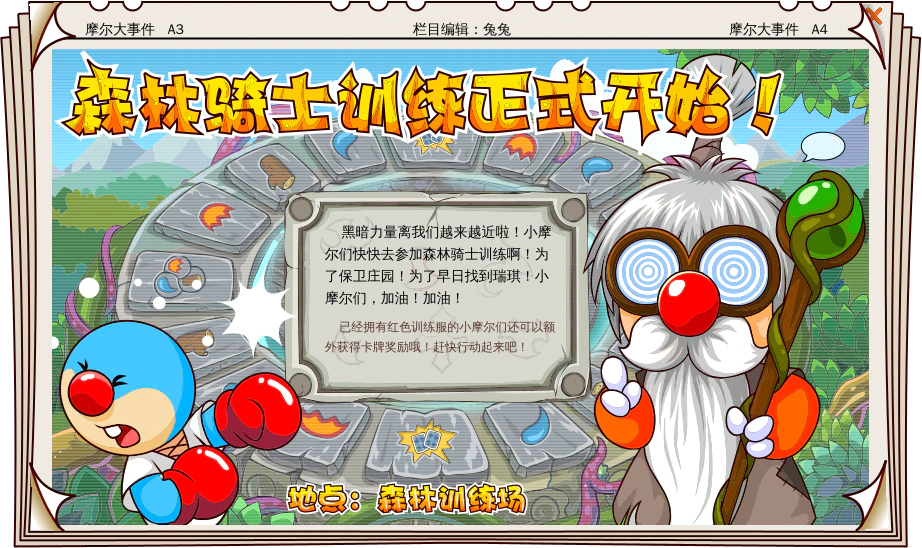 摩尔大事件 A3
栏目编辑：兔兔
摩尔大事件 A4
森林骑士训练正式开始！
黑暗力量离我们越来越近啦！小摩
尔们快快去参加森林骑士训练啊！为
了保卫庄园！为了早日找到瑞琪！小
摩尔们，加油！加油！
已经拥有红色训练服的小摩尔们还可以额
外获得卡牌奖励哦！赶快行动起来吧！
地点：森林训练场